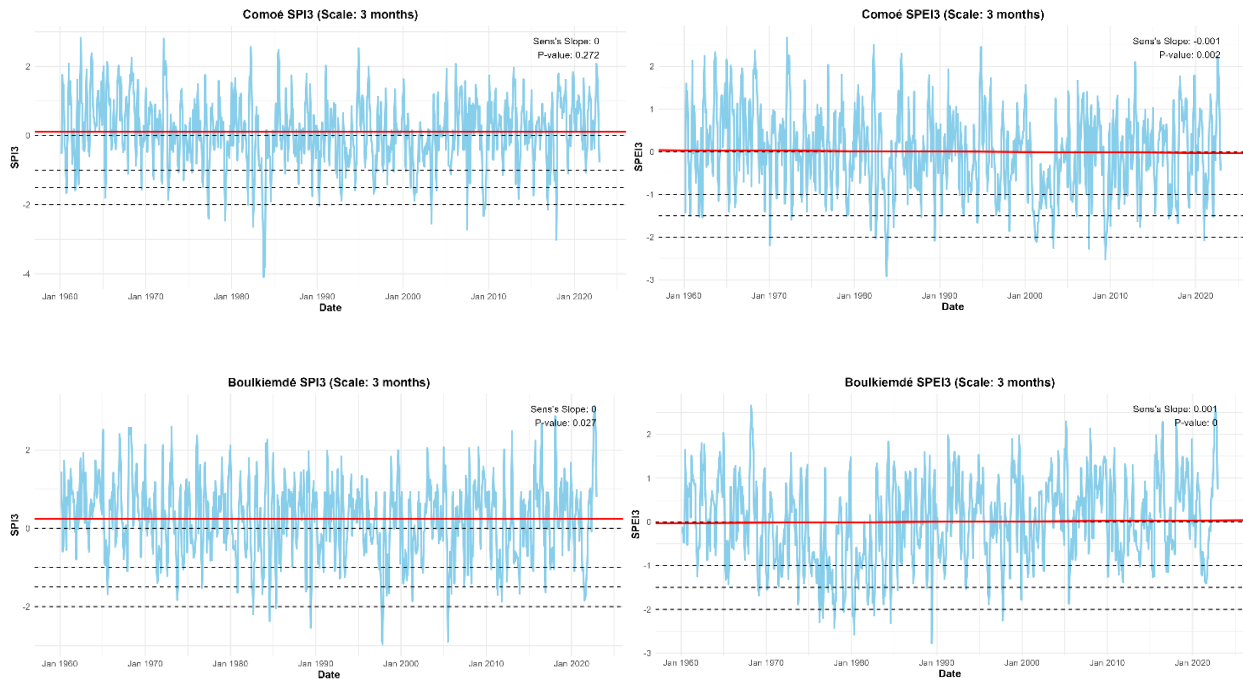 Comoé SPI3 (Scale: 3 months)
Sens's Slope: 0
P-value: 0.272
2
0
-2
-4
SPI3
Jan 1960 Jan 1970 Jan 1980 Jan 1990 Jan 2000 Jan 2010 Jan 2020
Date
Comoé SPEI3 (Scale: 3 months)
Sens's Slope: -0.001
P-value: 0.002
2
1
0
-1
-2
-3
SPEI3
Jan 1960 Jan 1970 Jan 1980 Jan 1990 Jan 2000 Jan 2010 Jan 2020
Date
Boulkiemdé SPI3 (Scale: 3 months)
Sens's Slope: 0
P-value: 0.027
2
0
-2
SPI3
Jan 1960 Jan 1970 Jan 1980 Jan 1990 Jan 2000 Jan 2010 Jan 2020
Date
Boulkiemdé SPEI3 (Scale: 3 months)
Sens's Slope: 0.001
P-value: 0
2
1
0
-1
-2
-3
SPEI3
Jan 1960 Jan 1970 Jan 1980 Jan 1990 Jan 2000 Jan 2010 Jan 2020
Date